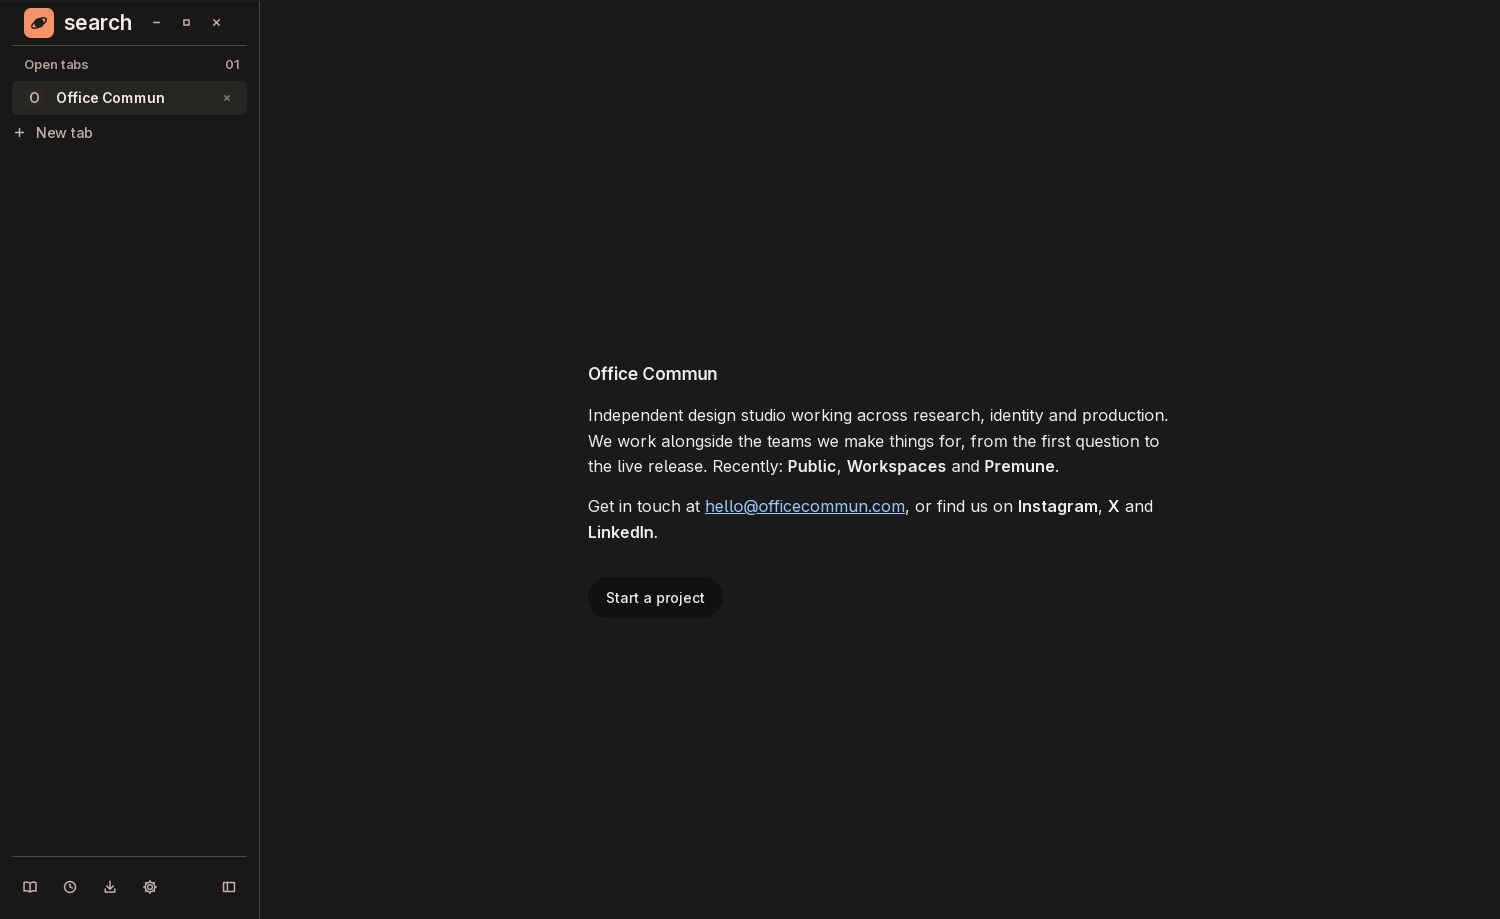 search
Open tabs 01
O Office Commun
New tab
Office Commun
Independent design studio working across research, identity and production.
We work alongside the teams we make things for, from the first question to
the live release. Recently: Public, Workspaces and Premune.
Get in touch at hello@officecommun.com, or find us on Instagram, X and
LinkedIn.
Start a project